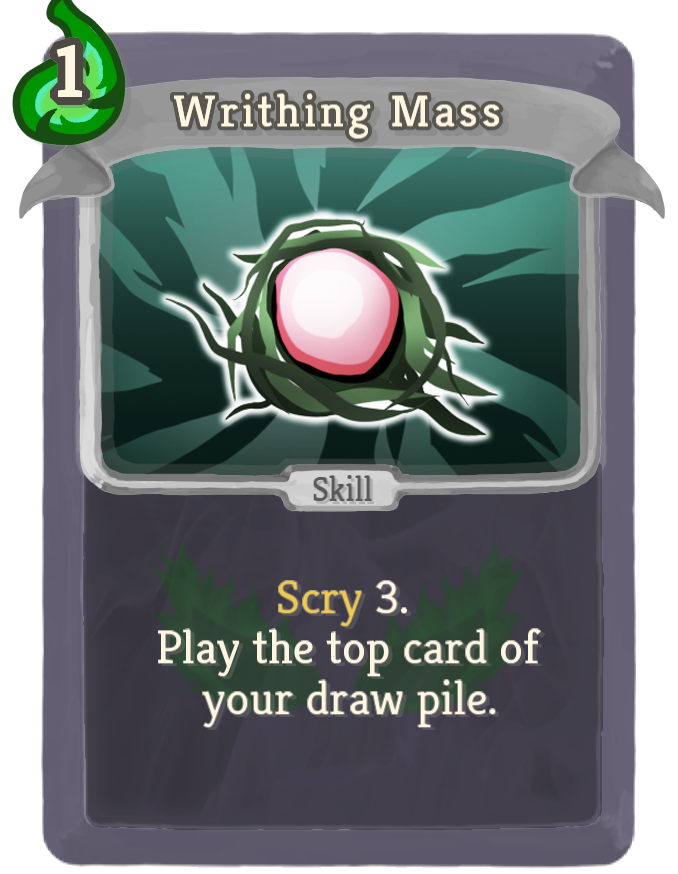 1
Writhing Mass
Skill
Scry 3.
Play the top card of
your draw pile.